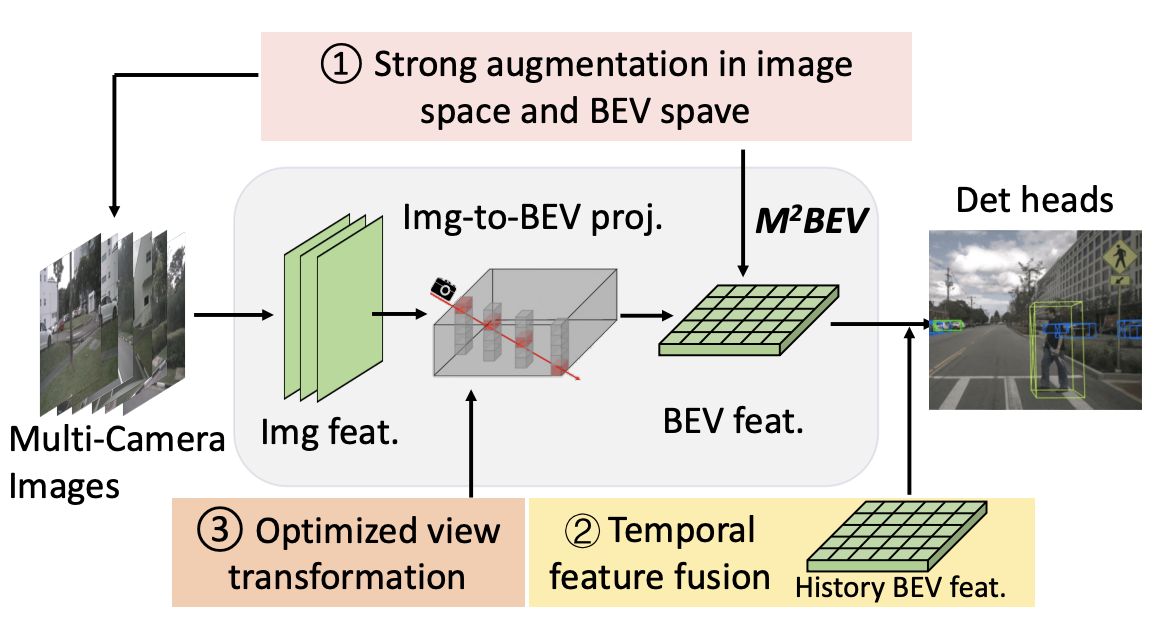 ① Strong augmentation in image
space and BEV spave
Det heads
Img-to-BEV proj.
M²BEV
Multi-Camera
Images
Img feat.
BEV feat.
③ Optimized view
transformation
② Temporal
feature fusion
History BEV feat.